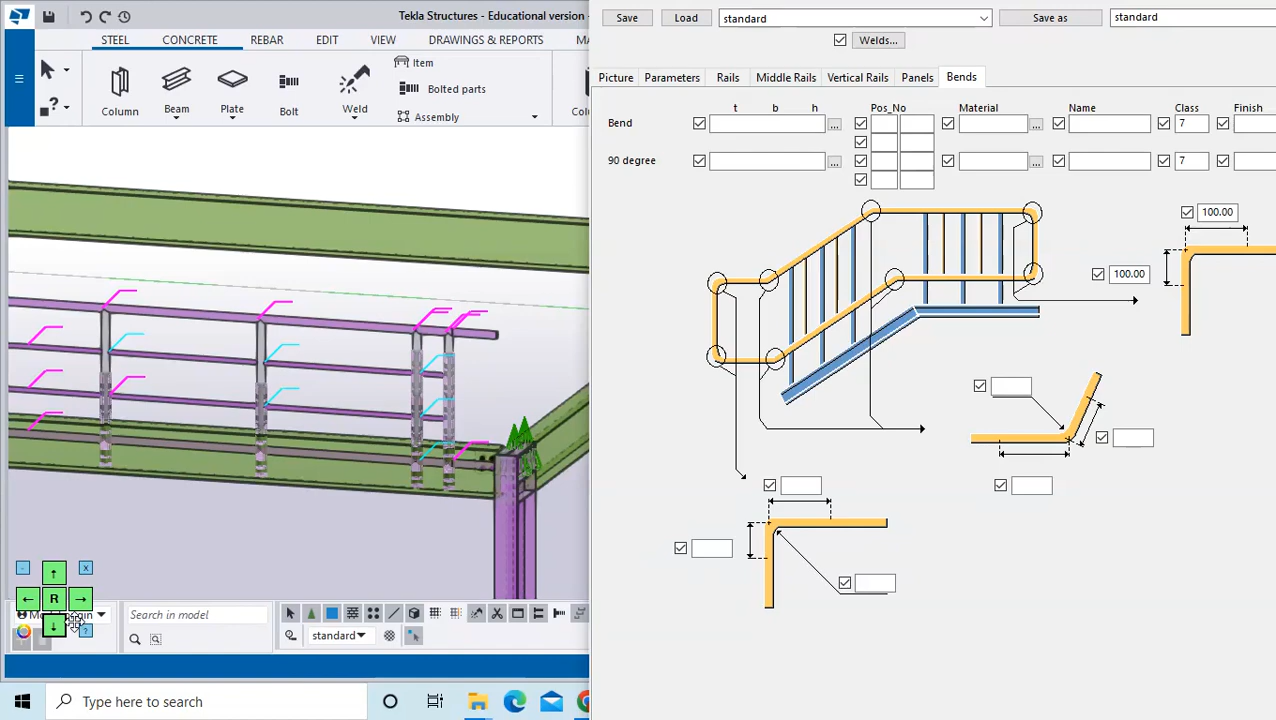 Tekla Structures - Educational version -
STEEL CONCRETE REBAR EDIT VIEW DRAWINGS & REPORTS
Column Beam Plate Bolt Weld
Item
Bolted parts
Assembly
Save Load standard Save as standard
Welds...
Picture Parameters Rails Middle Rails Vertical Rails Panels Bends
t b h Pos_No Material Name Class Finish
Bend ... ... 7
90 degree ... ... 7
100.00
100.00
- x
R
?
Search in model
standard
Type here to search